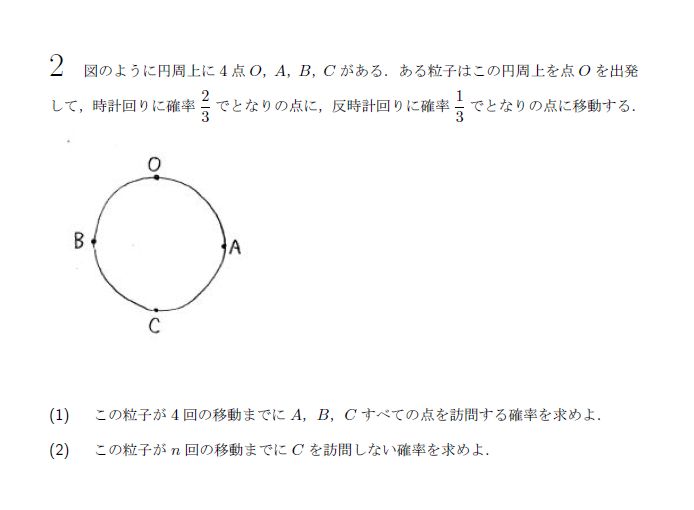 2 図のように円周上に 4 点 O, A, B, C がある．ある粒子はこの円周上を点 O を出発
して，時計回りに確率 2/3 でとなりの点に，反時計回りに確率 1/3 でとなりの点に移動する．
O
B
A
C
(1) この粒子が 4 回の移動までに A，B，C すべての点を訪問する確率を求めよ．
(2) この粒子が n 回の移動までに C を訪問しない確率を求めよ．